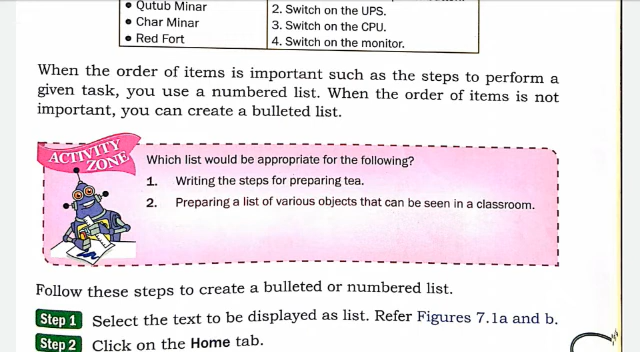 • Qutub Minar
• Char Minar
• Red Fort
2. Switch on the UPS.
3. Switch on the CPU.
4. Switch on the monitor.
When the order of items is important such as the steps to perform a
given task, you use a numbered list. When the order of items is not
important, you can create a bulleted list.
ACTIVITY
ZONE
Which list would be appropriate for the following?
1. Writing the steps for preparing tea.
2. Preparing a list of various objects that can be seen in a classroom.
Follow these steps to create a bulleted or numbered list.
Step 1 Select the text to be displayed as list. Refer Figures 7.1a and b.
Step 2 Click on the Home tab.